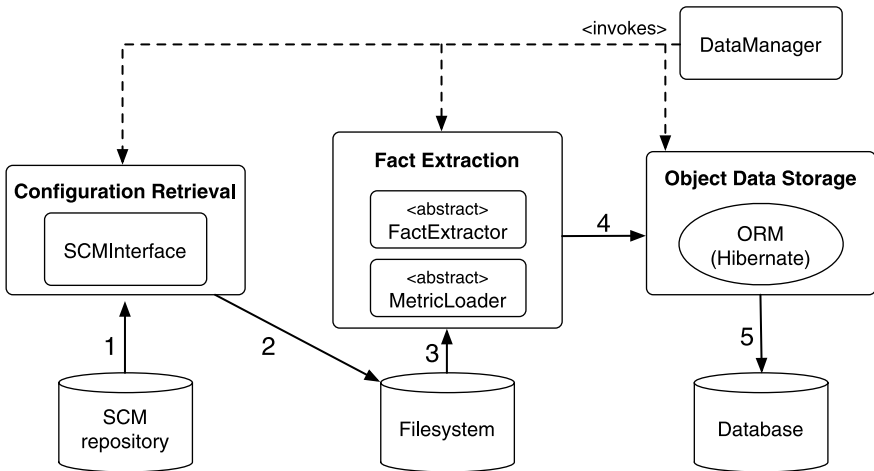 <invokes>
DataManager
Configuration Retrieval
SCMInterface
Fact Extraction
<abstract>
FactExtractor
<abstract>
MetricLoader
4
Object Data Storage
ORM
(Hibernate)
1
2
3
5
SCM
repository
Filesystem
Database